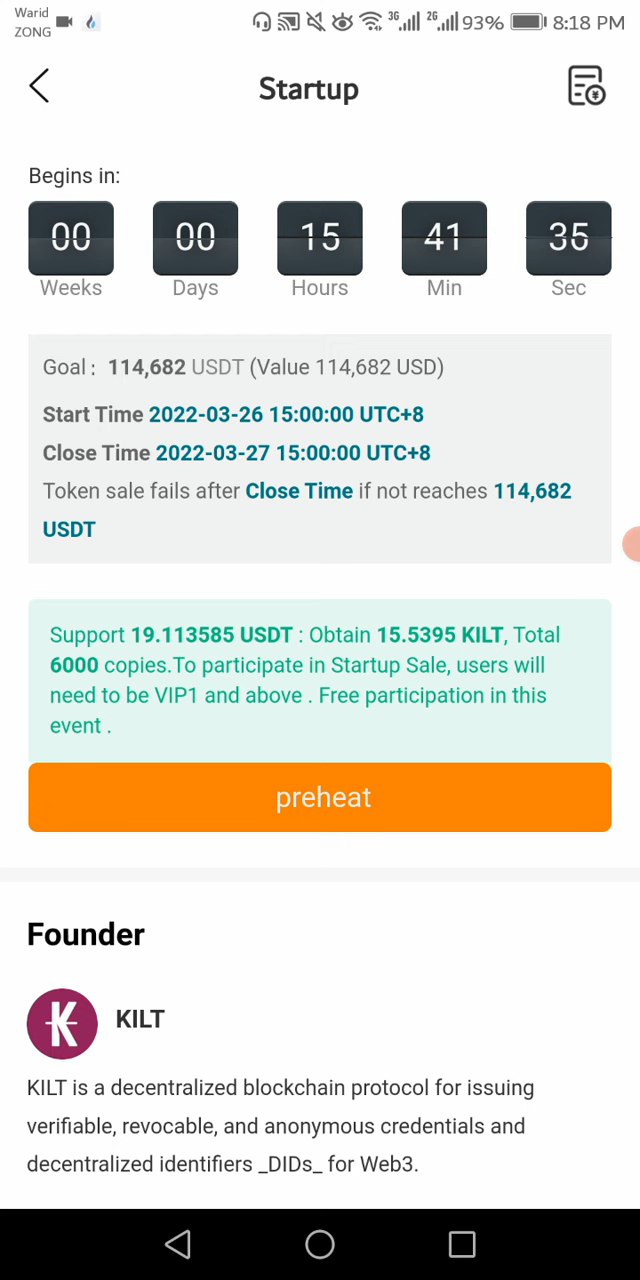 Warid
ZONG
3G
2G
93%
8:18 PM
Startup
Begins in:
00
00
15
41
35
Weeks
Days
Hours
Min
Sec
Goal : 114,682 USDT (Value 114,682 USD)
Start Time 2022-03-26 15:00:00 UTC+8
Close Time 2022-03-27 15:00:00 UTC+8
Token sale fails after Close Time if not reaches 114,682
USDT
Support 19.113585 USDT : Obtain 15.5395 KILT, Total
6000 copies.To participate in Startup Sale, users will
need to be VIP1 and above . Free participation in this
event .
preheat
Founder
KILT
KILT is a decentralized blockchain protocol for issuing
verifiable, revocable, and anonymous credentials and
decentralized identifiers _DIDs_ for Web3.